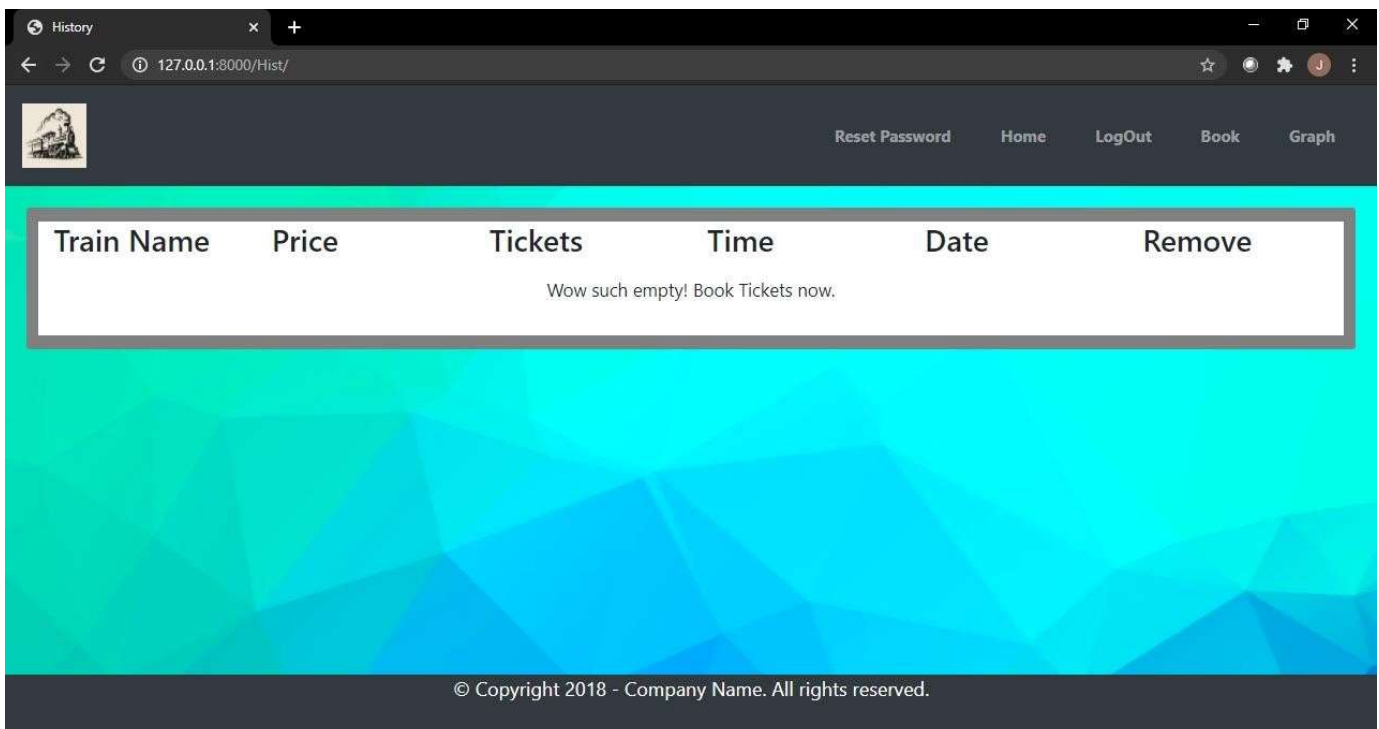 History
127.0.0.1:8000/Hist/
J
Reset Password Home LogOut Book Graph
Train Name Price Tickets Time Date Remove
Wow such empty! Book Tickets now.
© Copyright 2018 - Company Name. All rights reserved.